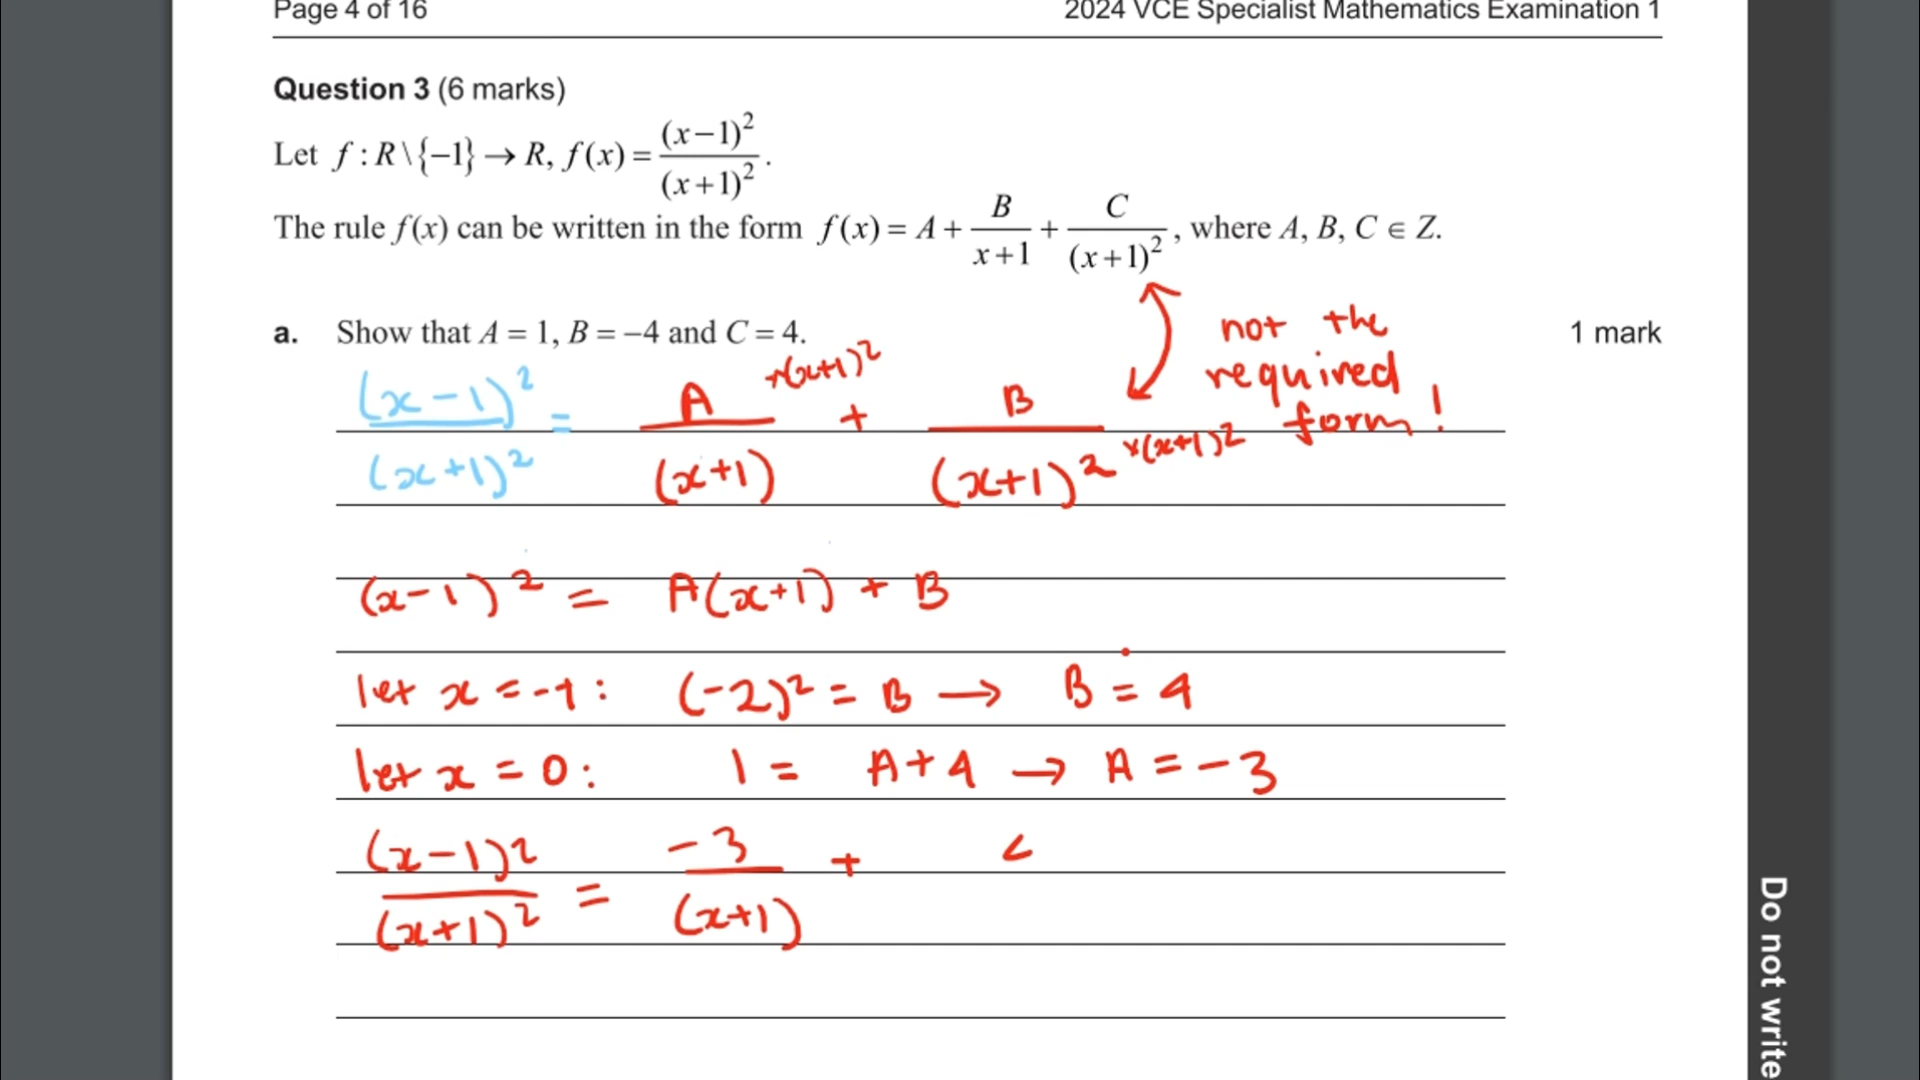 Page 4 of 16 2024 VCE Specialist Mathematics Examination 1
Question 3 (6 marks)
Let f : R \ {−1} → R, f(x) = (x−1)²/(x+1)² .
The rule f(x) can be written in the form f(x) = A + B/(x+1) + C/(x+1)², where A, B, C ∈ Z.
a. Show that A = 1, B = −4 and C = 4. 1 mark
not the
required
form!
(x−1)²/(x+1)² = A/(x+1) ×(x+1)² + B/(x+1)² ×(x+1)²
(x−1)² = A(x+1) + B
let x = −1 : (−2)² = B → B = 4
let x = 0 : 1 = A+4 → A = −3
(x−1)²/(x+1)² = −3/(x+1) +
Do not write